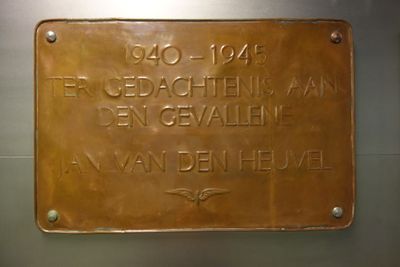 1940 - 1945
TER GEDACHTENIS AAN
DEN GEVALLENE
JAN VAN DEN HEUVEL